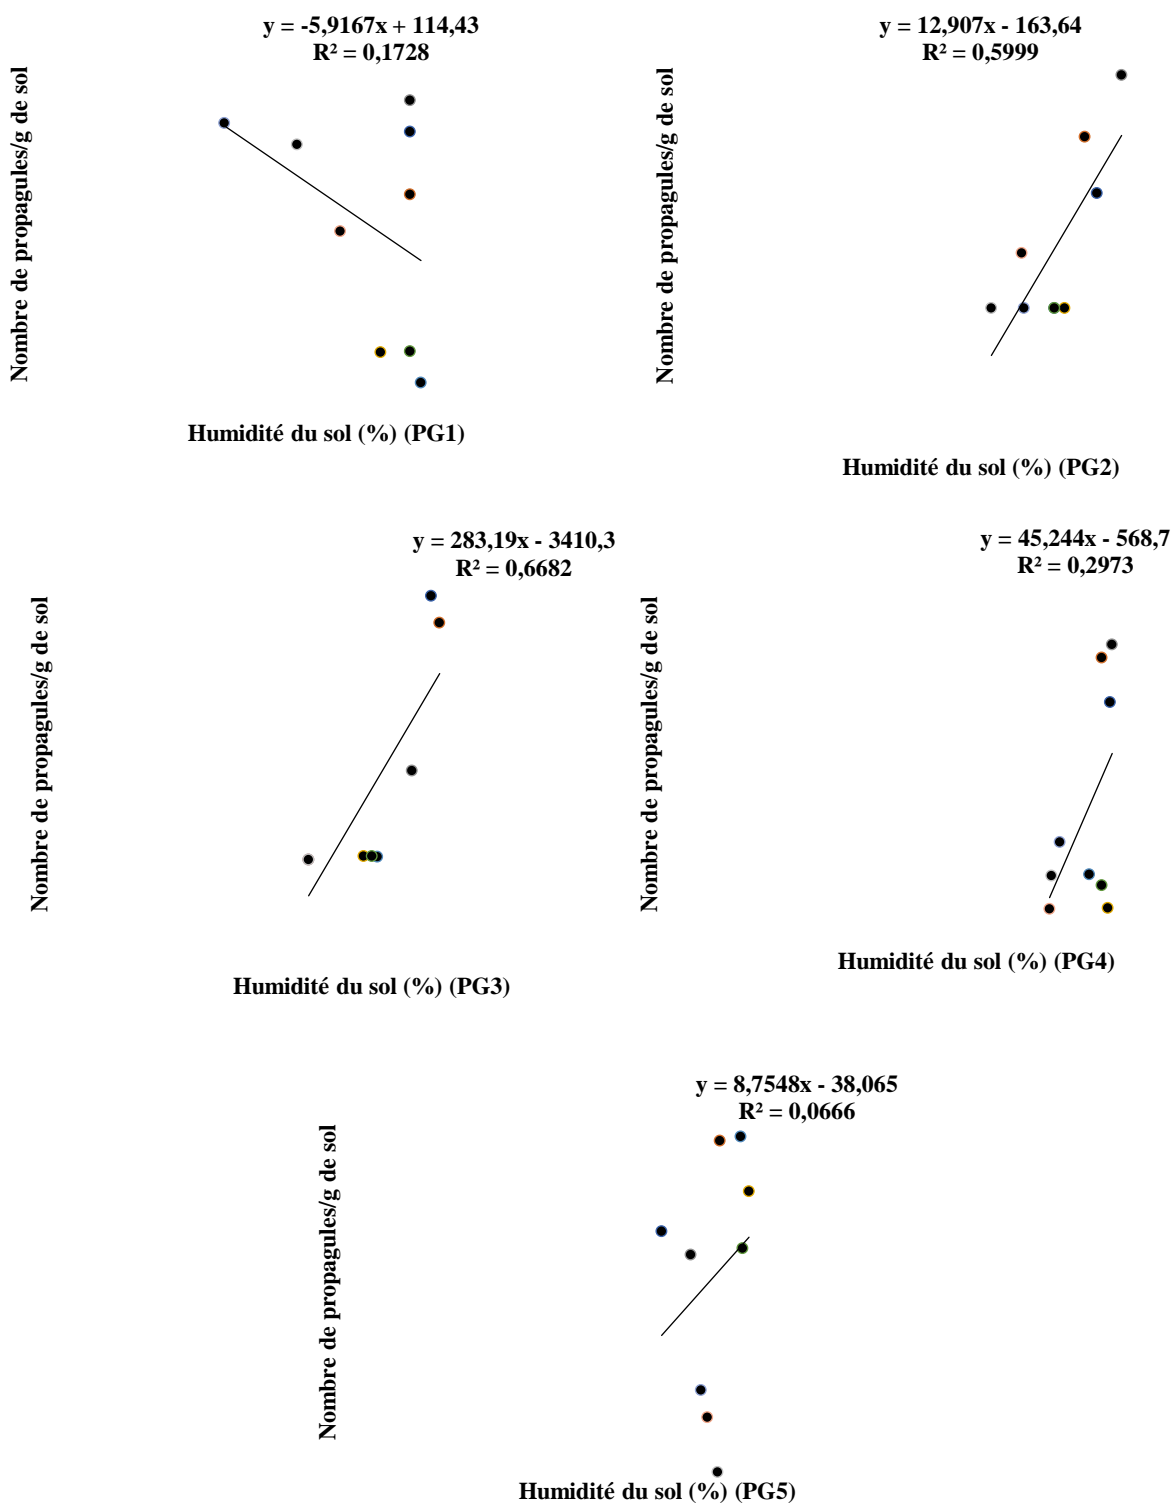 y = -5,9167x + 114,43
R² = 0,1728
Nombre de propagules/g de sol
Humidité du sol (%) (PG1)
y = 12,907x - 163,64
R² = 0,5999
Nombre de propagules/g de sol
Humidité du sol (%) (PG2)
y = 283,19x - 3410,3
R² = 0,6682
Nombre de propagules/g de sol
Humidité du sol (%) (PG3)
y = 45,244x - 568,7
R² = 0,2973
Nombre de propagules/g de sol
Humidité du sol (%) (PG4)
y = 8,7548x - 38,065
R² = 0,0666
Nombre de propagules/g de sol
Humidité du sol (%) (PG5)